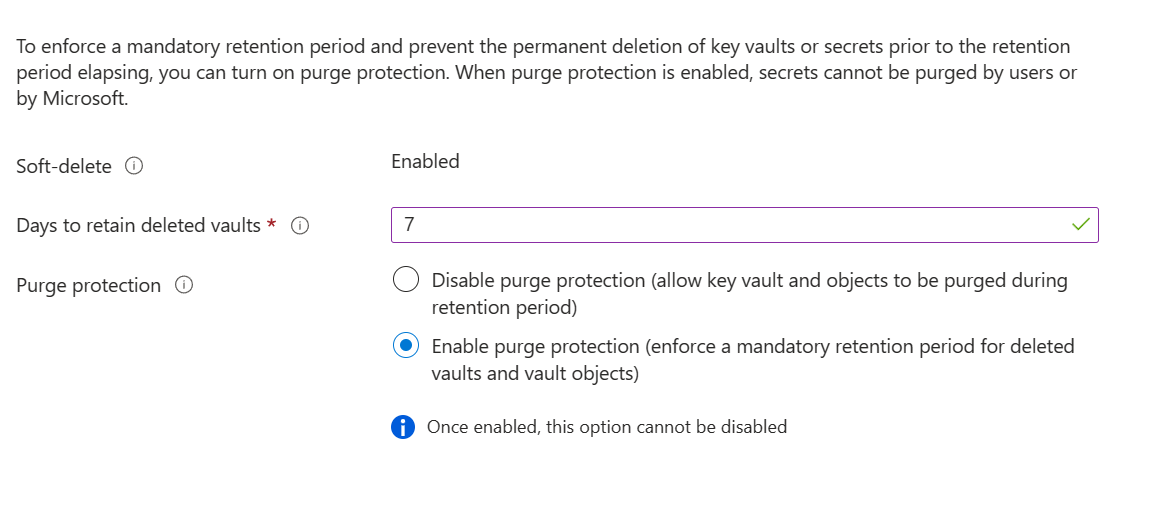 To enforce a mandatory retention period and prevent the permanent deletion of key vaults or secrets prior to the retention
period elapsing, you can turn on purge protection. When purge protection is enabled, secrets cannot be purged by users or
by Microsoft.
Soft-delete
Enabled
Days to retain deleted vaults *
7
Purge protection
Disable purge protection (allow key vault and objects to be purged during
retention period)
Enable purge protection (enforce a mandatory retention period for deleted
vaults and vault objects)
Once enabled, this option cannot be disabled